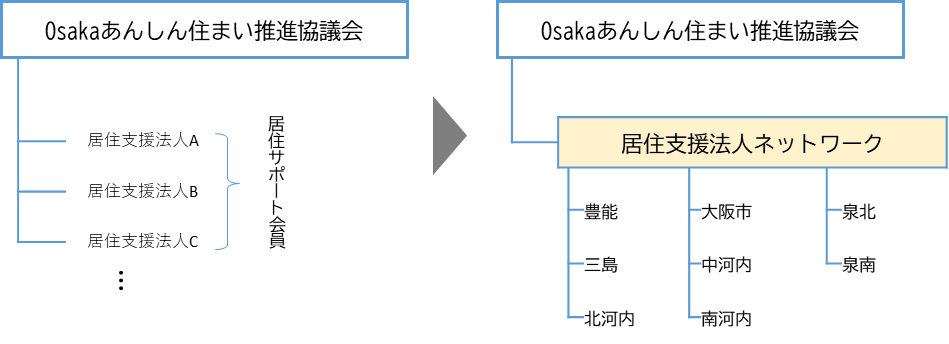 Osakaあんしん住まい推進協議会
居住支援法人A
居住支援法人B
居住支援法人C
⋮
居住サポート会員
Osakaあんしん住まい推進協議会
居住支援法人ネットワーク
豊能
三島
北河内
大阪市
中河内
南河内
泉北
泉南